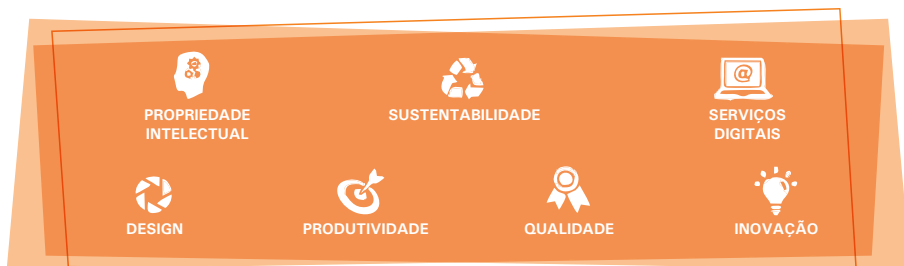 @
PROPRIEDADE
INTELECTUAL
SUSTENTABILIDADE
SERVIÇOS
DIGITAIS
DESIGN
PRODUTIVIDADE
QUALIDADE
INOVAÇÃO